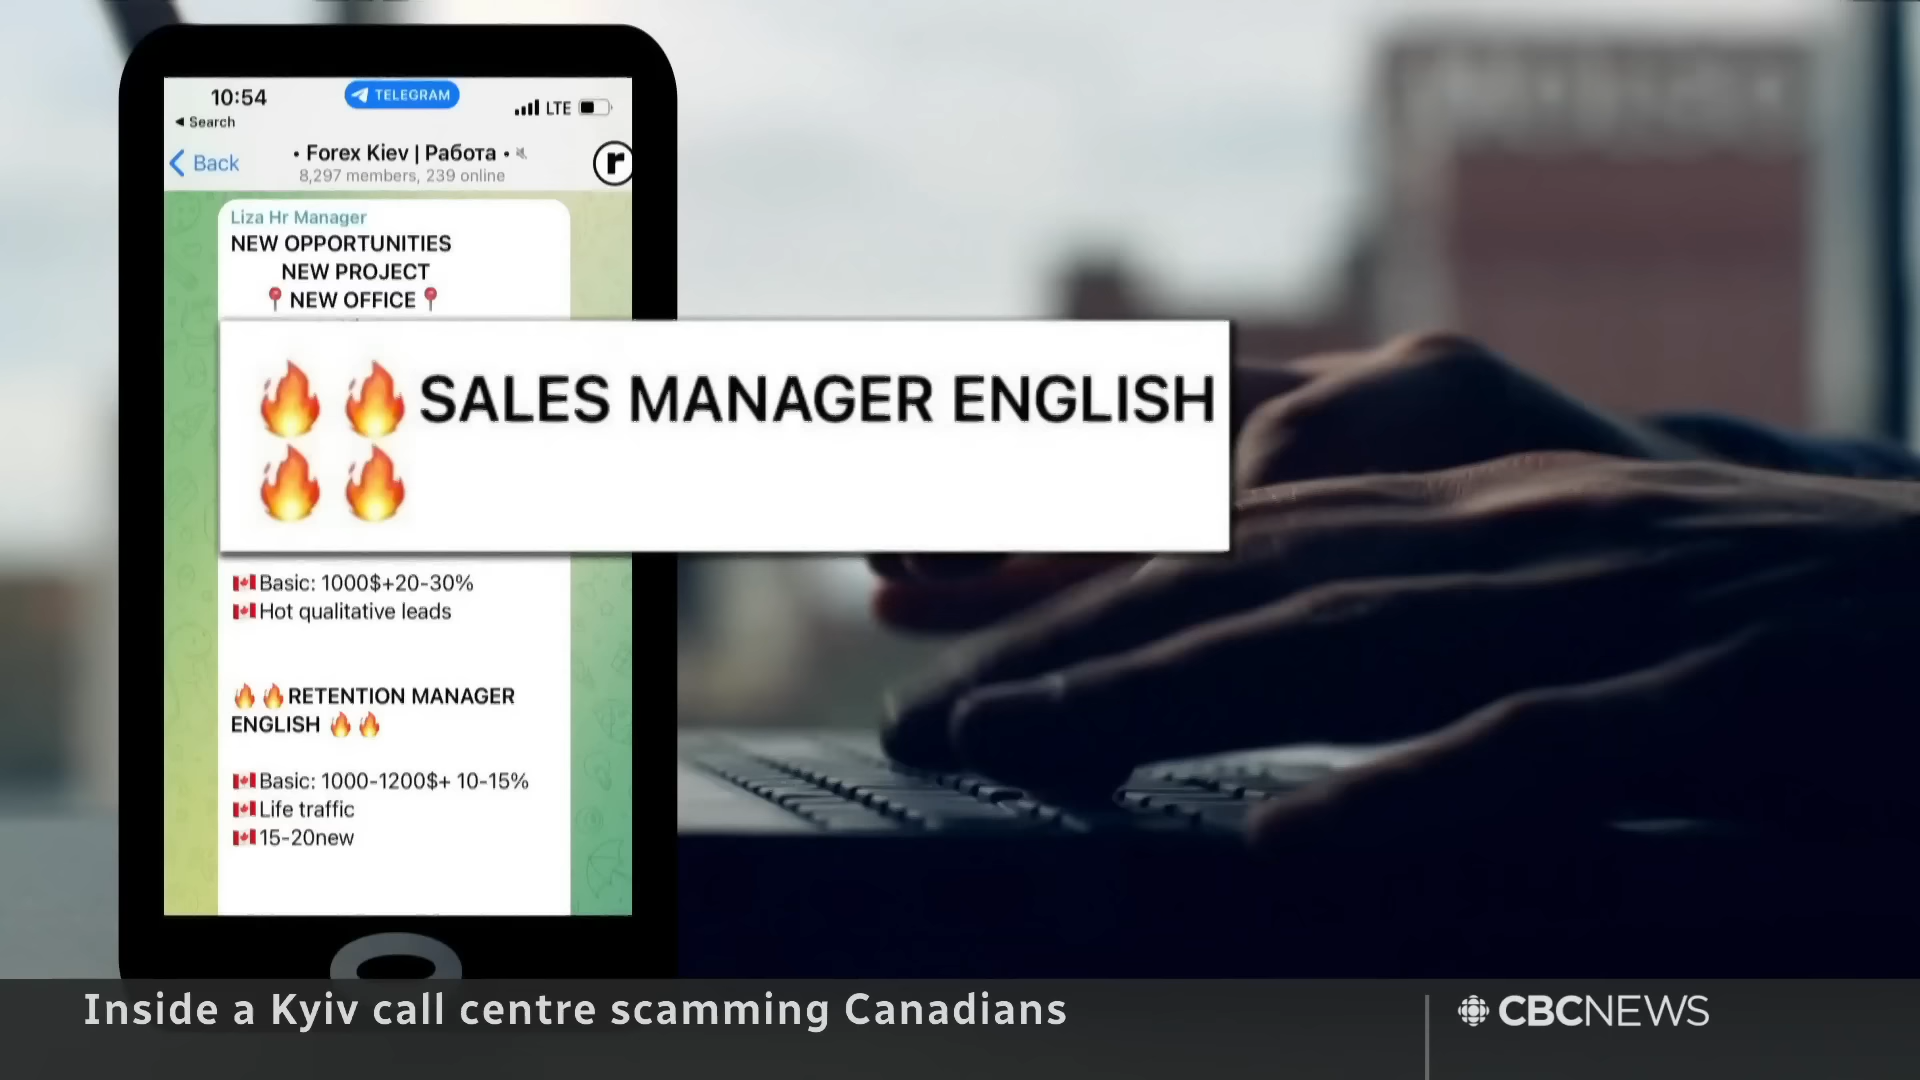 10:54
TELEGRAM
LTE
◀ Search
Back
• Forex Kiev | Работа •
8,297 members, 239 online
r
Liza Hr Manager
NEW OPPORTUNITIES
NEW PROJECT
📍 NEW OFFICE 📍
🔥 🔥 SALES MANAGER ENGLISH
🔥 🔥
🇨🇦Basic: 1000$+20-30%
🇨🇦Hot qualitative leads
🔥 🔥RETENTION MANAGER
ENGLISH 🔥 🔥
🇨🇦Basic: 1000-1200$+ 10-15%
🇨🇦Life traffic
🇨🇦15-20new
Inside a Kyiv call centre scamming Canadians
CBCNEWS